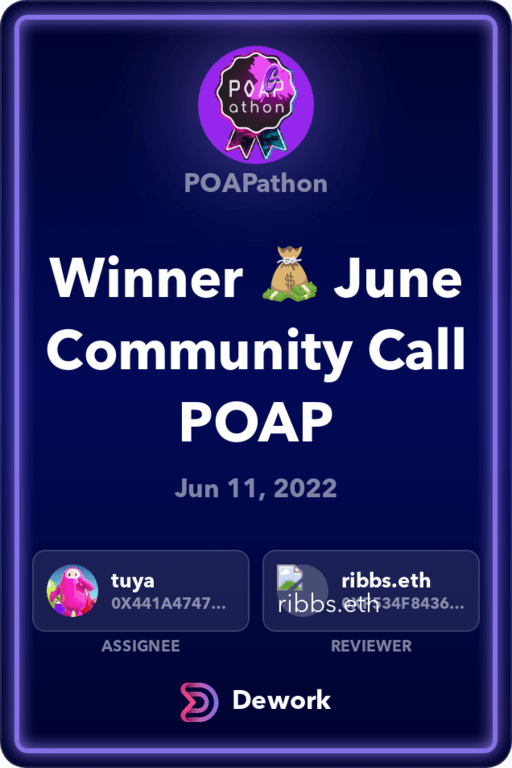 POAP
athon
POAPathon
Winner 💰 June
Community Call
POAP
Jun 11, 2022
tuya
0X441A4747...
ribbs.eth
ribbs.eth
ASSIGNEE
REVIEWER
Dework